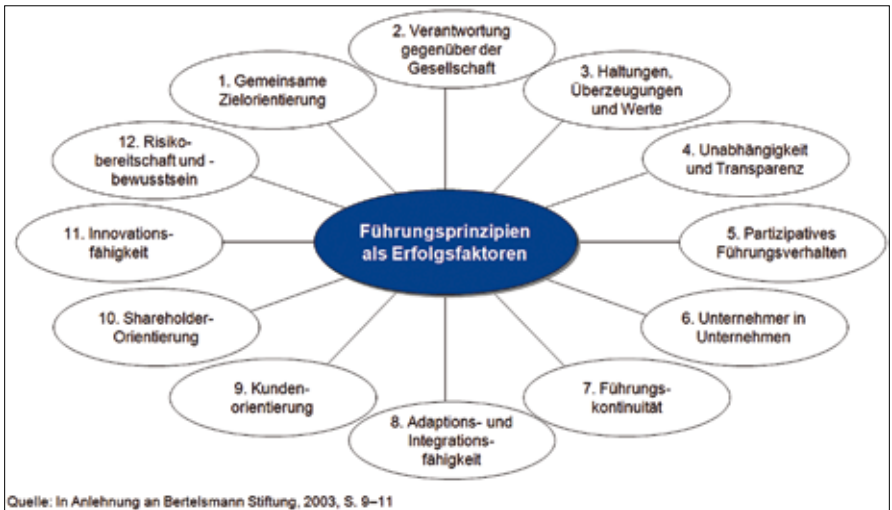 Führungsprinzipien
als Erfolgsfaktoren
1. Gemeinsame
Zielorientierung
2. Verantwortung
gegenüber der
Gesellschaft
3. Haltungen,
Überzeugungen
und Werte
4. Unabhängigkeit
und Transparenz
5. Partizipatives
Führungsverhalten
6. Unternehmer in
Unternehmen
7. Führungs-
kontinuität
8. Adaptions- und
Integrations-
fähigkeit
9. Kunden-
orientierung
10. Shareholder-
Orientierung
11. Innovations-
fähigkeit
12. Risiko-
bereitschaft und -
bewusstsein
Quelle: In Anlehnung an Bertelsmann Stiftung, 2003, S. 9–11